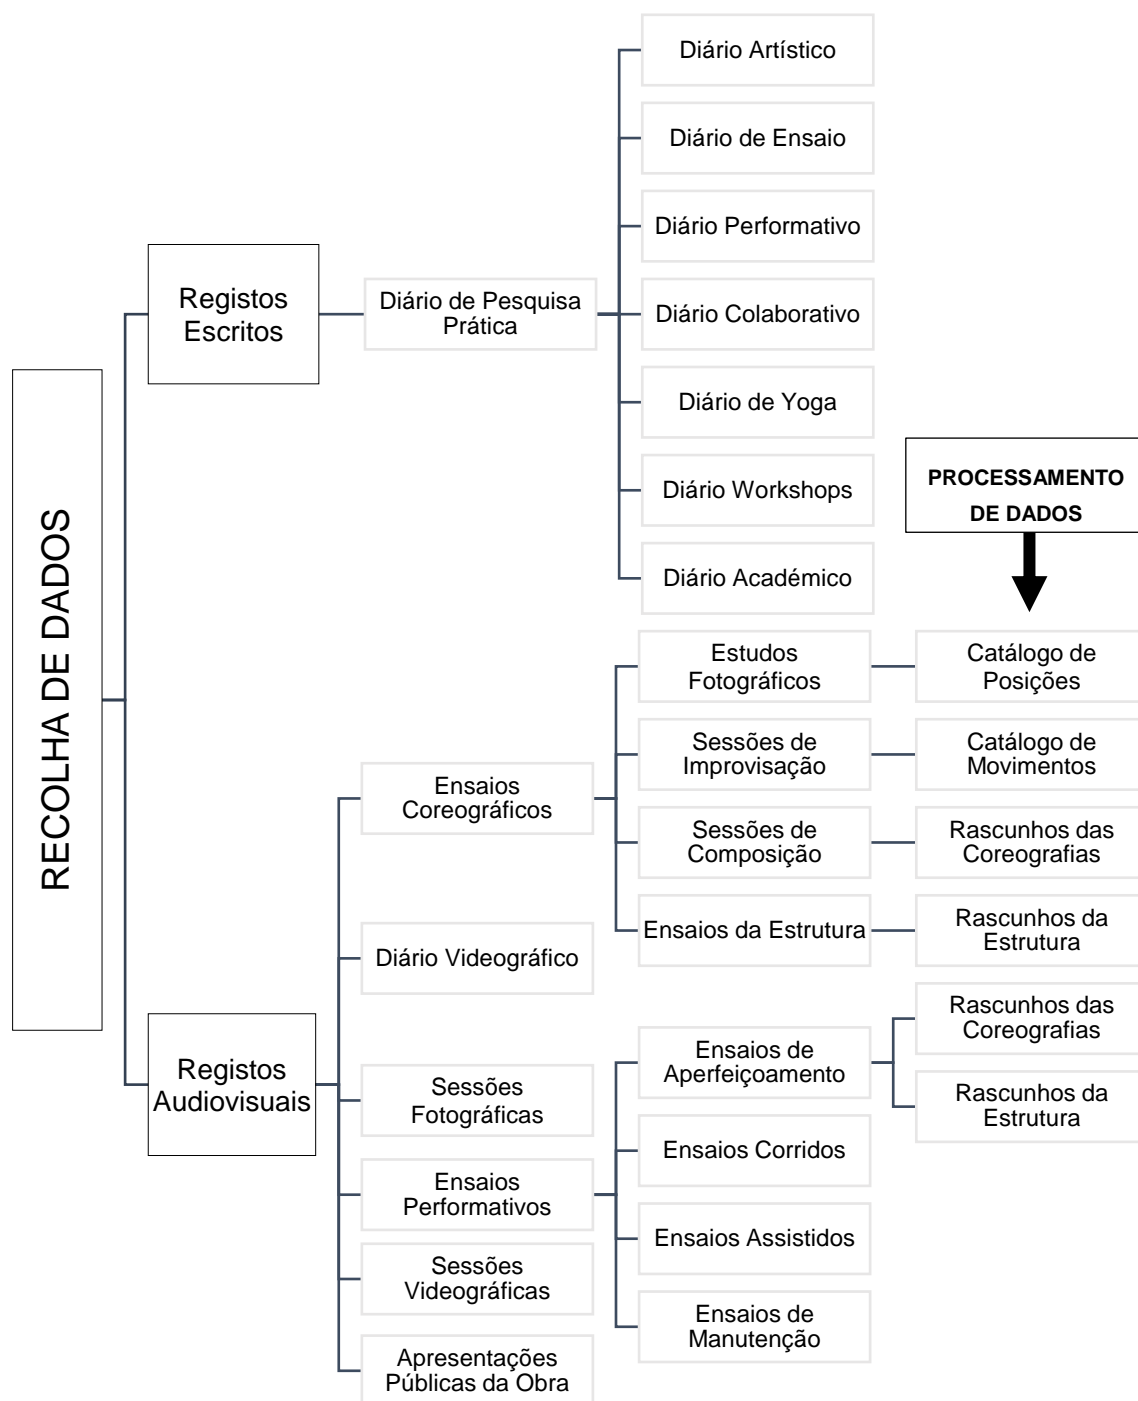 RECOLHA DE DADOS
Registos
Escritos
Diário de Pesquisa
Prática
Diário Artístico
Diário de Ensaio
Diário Performativo
Diário Colaborativo
Diário de Yoga
Diário Workshops
Diário Académico
PROCESSAMENTO
DE DADOS
Registos
Audiovisuais
Ensaios
Coreográficos
Estudos
Fotográficos
Catálogo de
Posições
Sessões de
Improvisação
Catálogo de
Movimentos
Sessões de
Composição
Rascunhos das
Coreografias
Ensaios da Estrutura
Rascunhos da
Estrutura
Diário Videográfico
Sessões
Fotográficas
Ensaios
Performativos
Ensaios de
Aperfeiçoamento
Rascunhos das
Coreografias
Rascunhos da
Estrutura
Ensaios Corridos
Ensaios Assistidos
Ensaios de
Manutenção
Sessões
Videográficas
Apresentações
Públicas da Obra